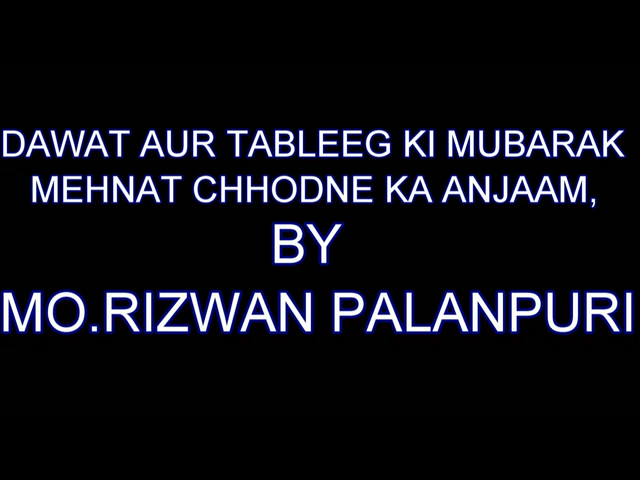 DAWAT AUR TABLEEG KI MUBARAK
MEHNAT CHHODNE KA ANJAAM,
BY
MO.RIZWAN PALANPURI